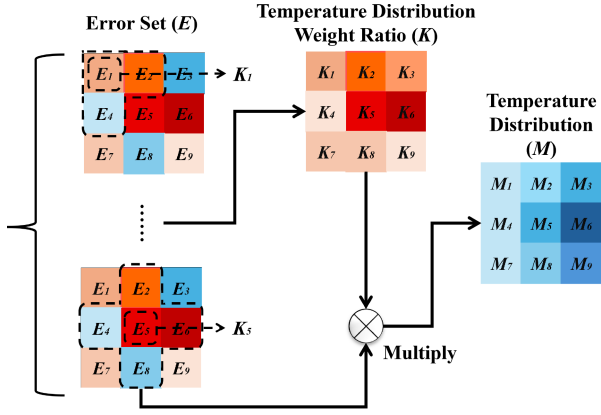 Error Set (E)
Temperature Distribution
Weight Ratio (K)
E1 E2 E3
K1
E4 E5 E6
E7 E8 E9
K1 K2 K3
K4 K5 K6
K7 K8 K9
Temperature
Distribution
(M)
M1 M2 M3
M4 M5 M6
M7 M8 M9
E1 E2 E3
E4 E5 E6
K5
E7 E8 E9
Multiply